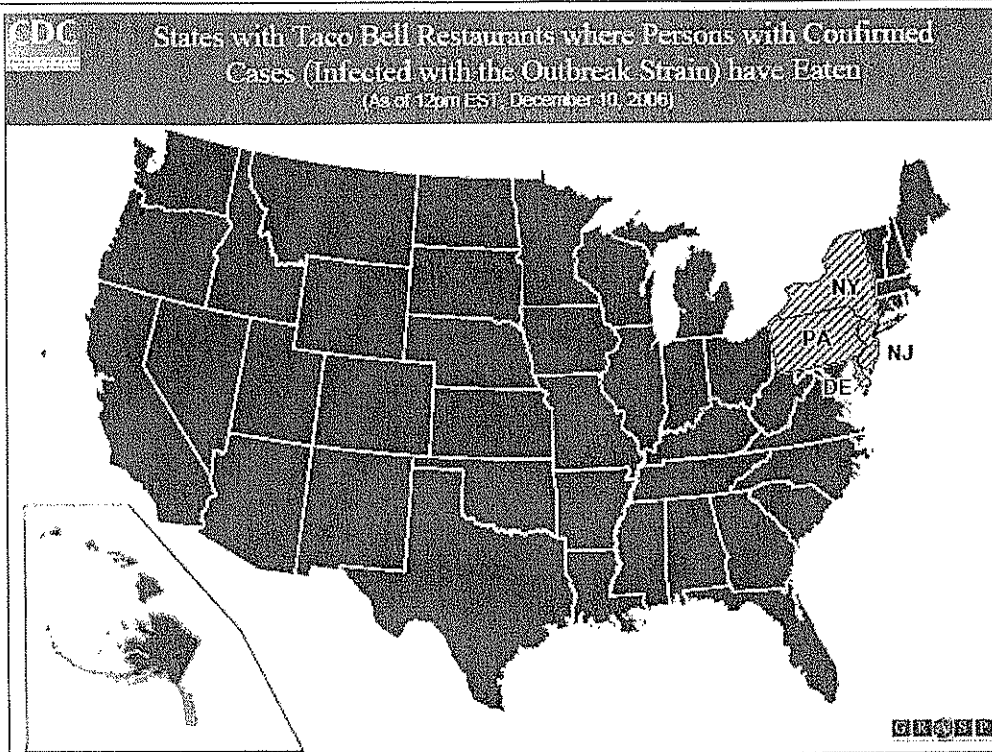 CDC
States with Taco Bell Restaurants where Persons with Confirmed
Cases (Infected with the Outbreak Strain) have Eaten
(As of 12pm EST, December 10, 2006)
NY
PA
NJ
DE
GRASP